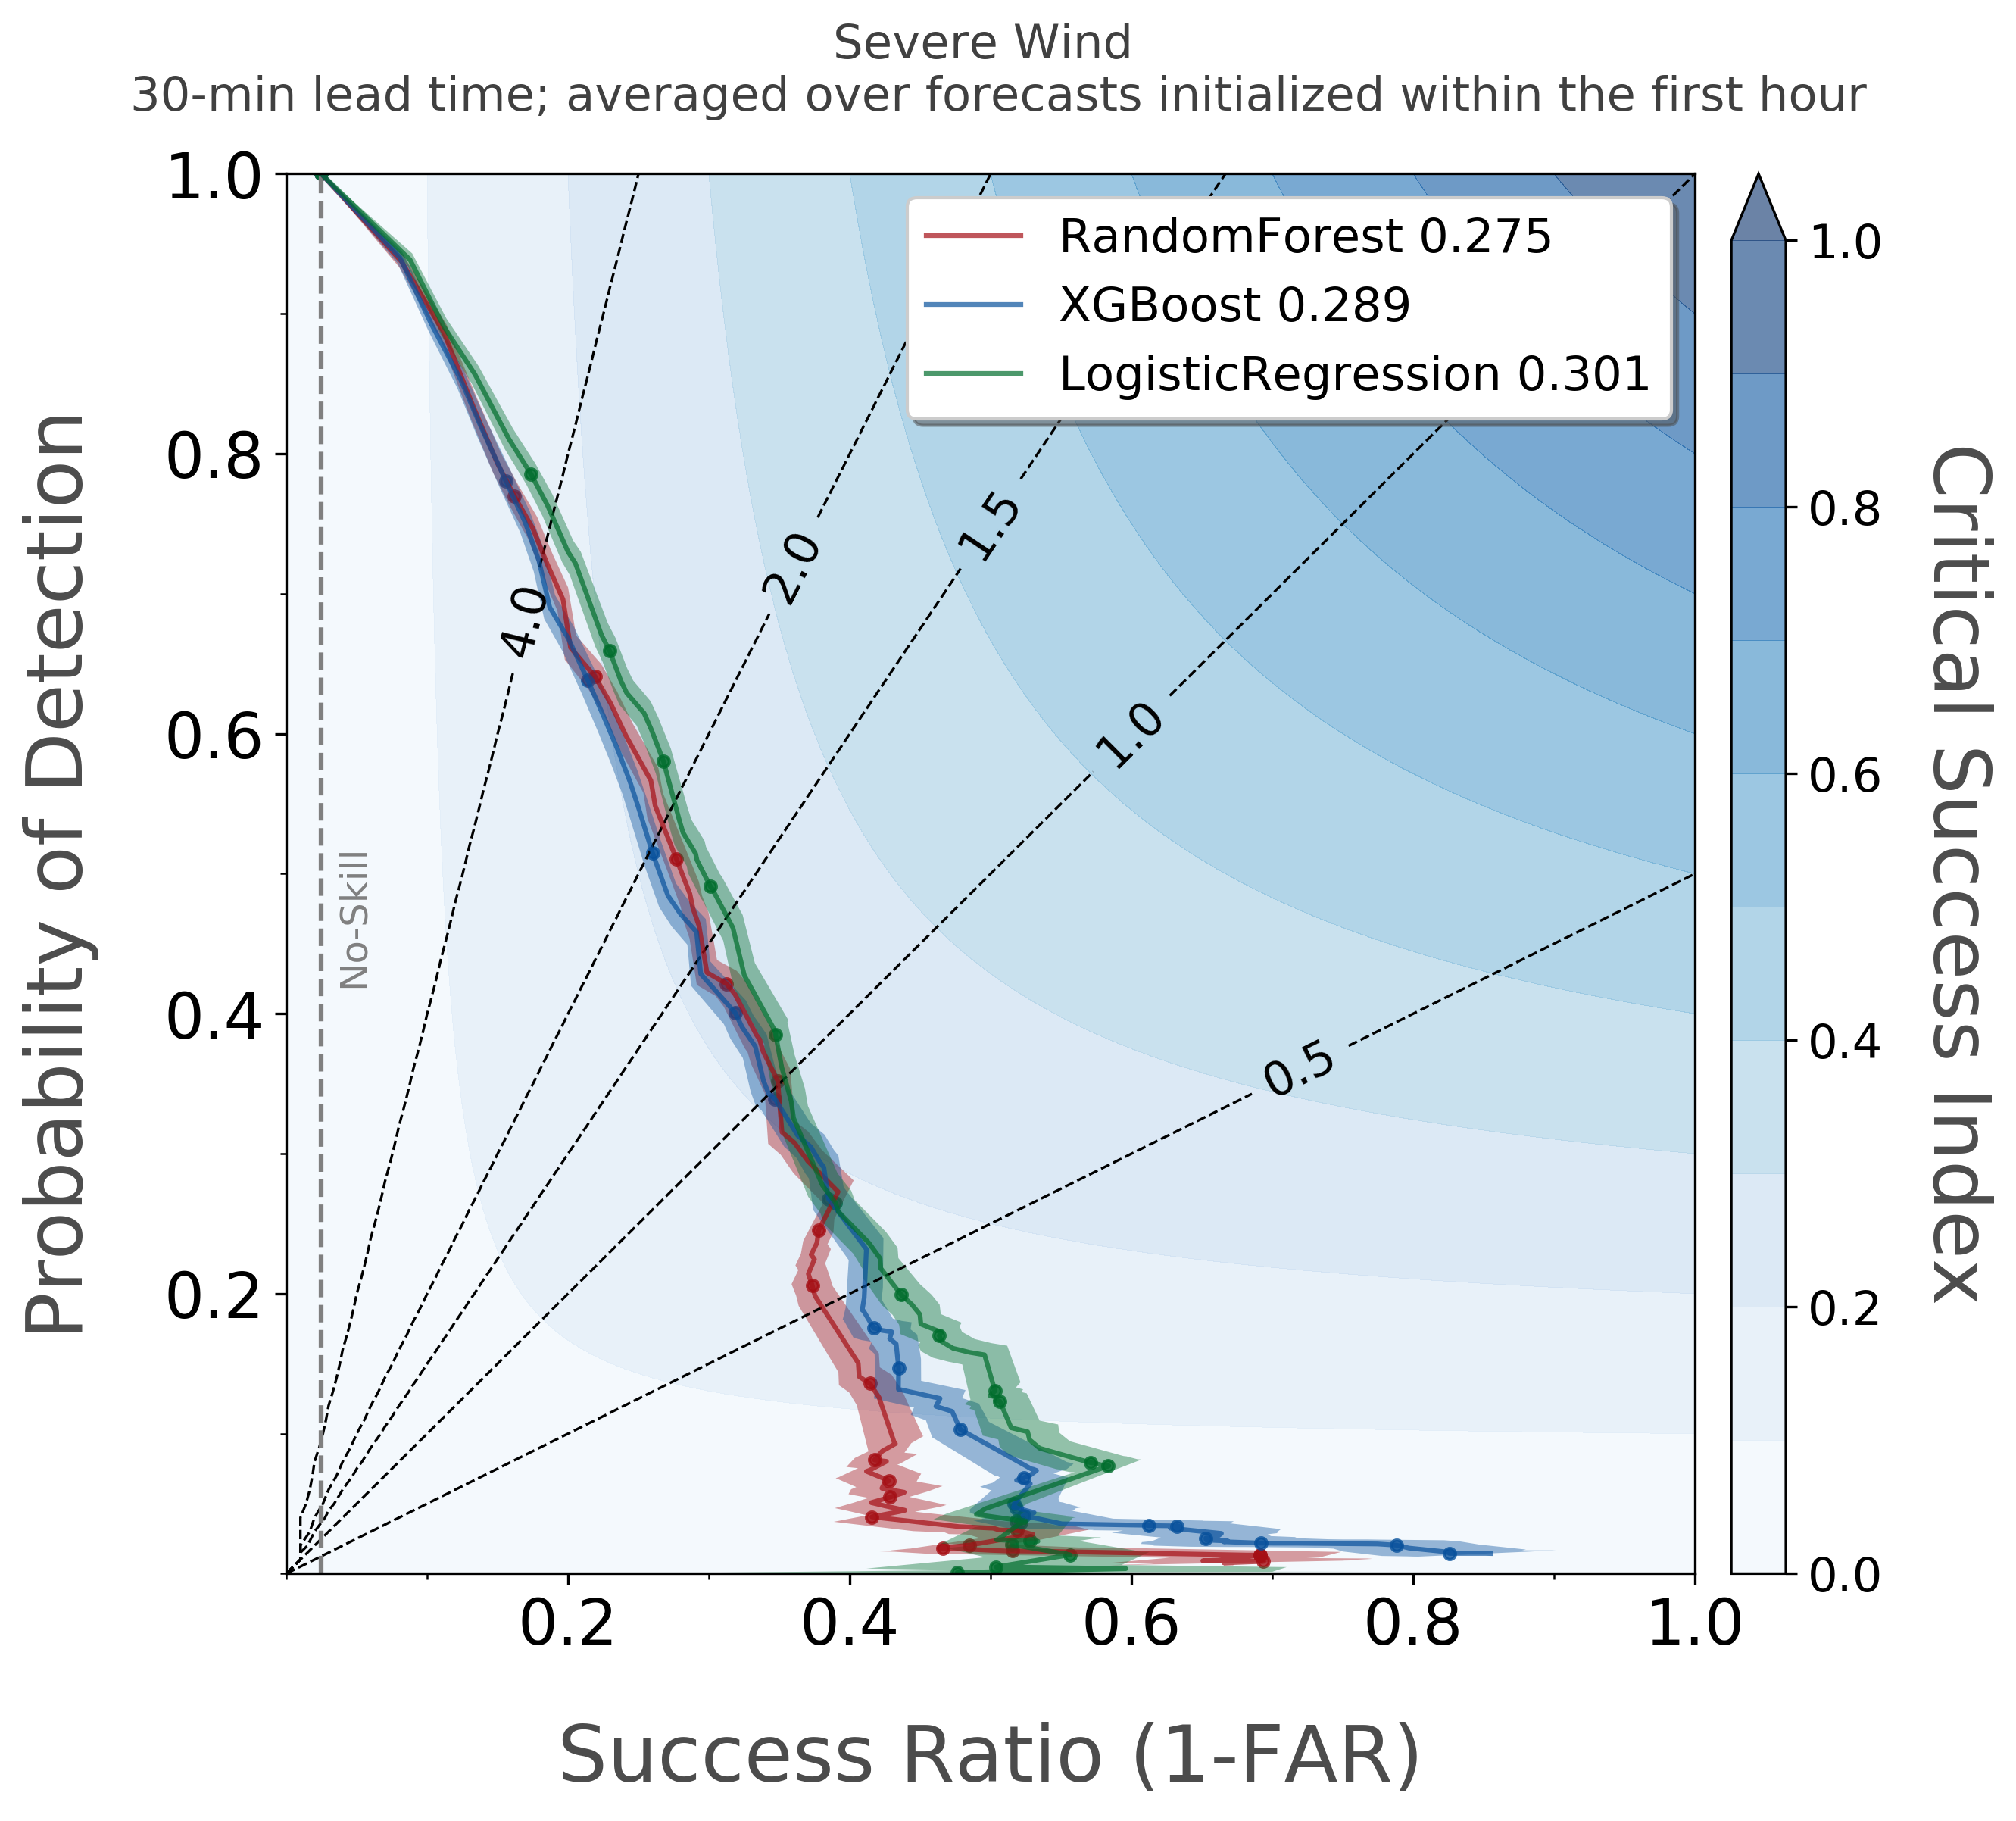 Severe Wind
30-min lead time; averaged over forecasts initialized within the first hour
RandomForest 0.275
XGBoost 0.289
LogisticRegression 0.301
Probability of Detection
1.0
0.8
0.6
0.4
0.2
No-Skill
4.0
2.0
1.5
1.0
0.5
0.2
0.4
0.6
0.8
1.0
Success Ratio (1-FAR)
1.0
0.8
0.6
0.4
0.2
0.0
Critical Success Index